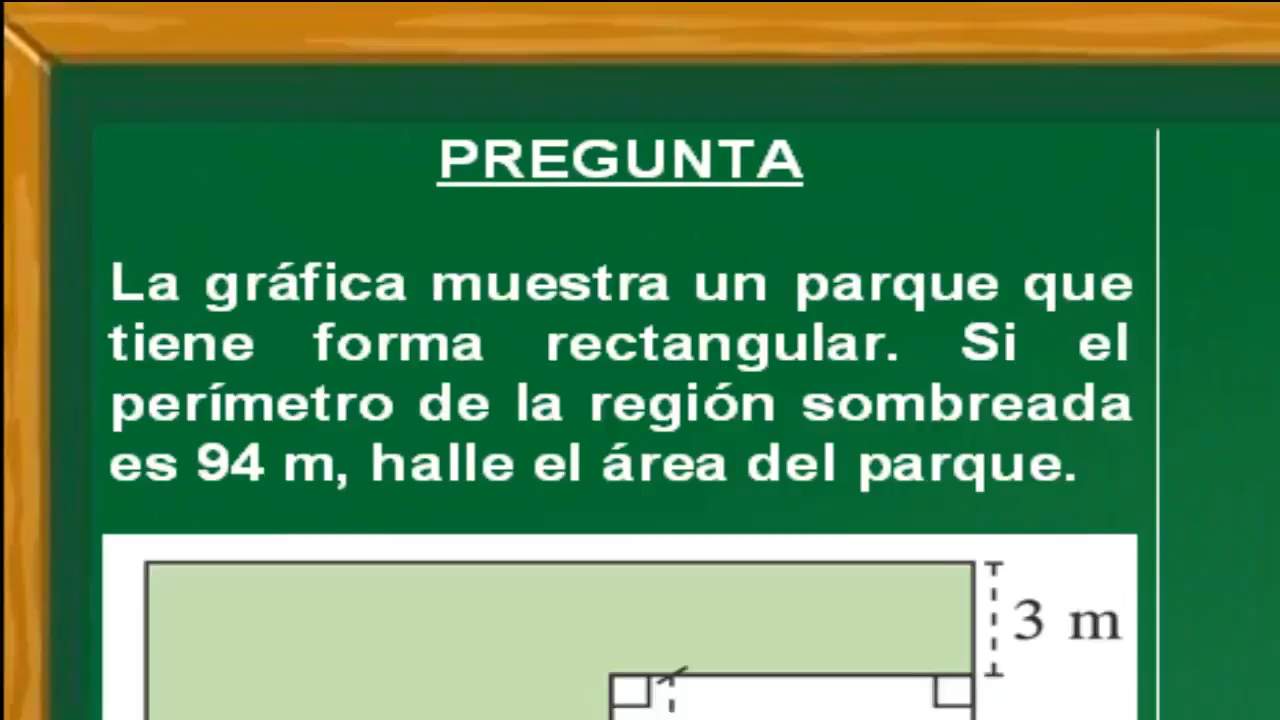 PREGUNTA
La gráfica muestra un parque que
tiene forma rectangular. Si el
perímetro de la región sombreada
es 94 m, halle el área del parque.
3 m